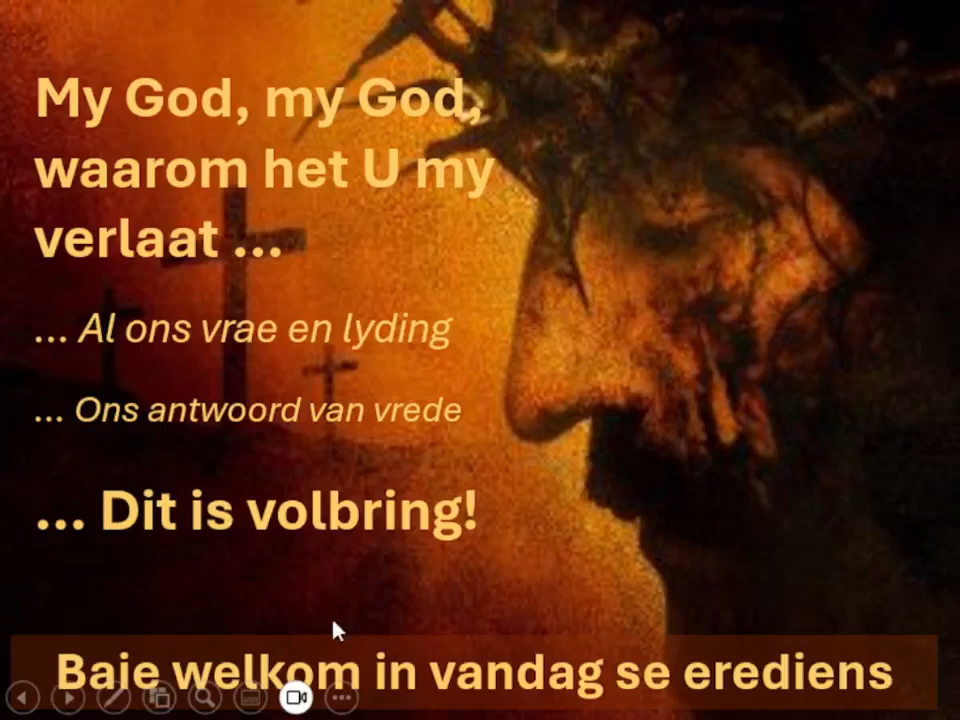 My God, my God,
waarom het U my
verlaat ...
... Al ons vrae en lyding
... Ons antwoord van vrede
... Dit is volbring!
Baie welkom in vandag se erediens